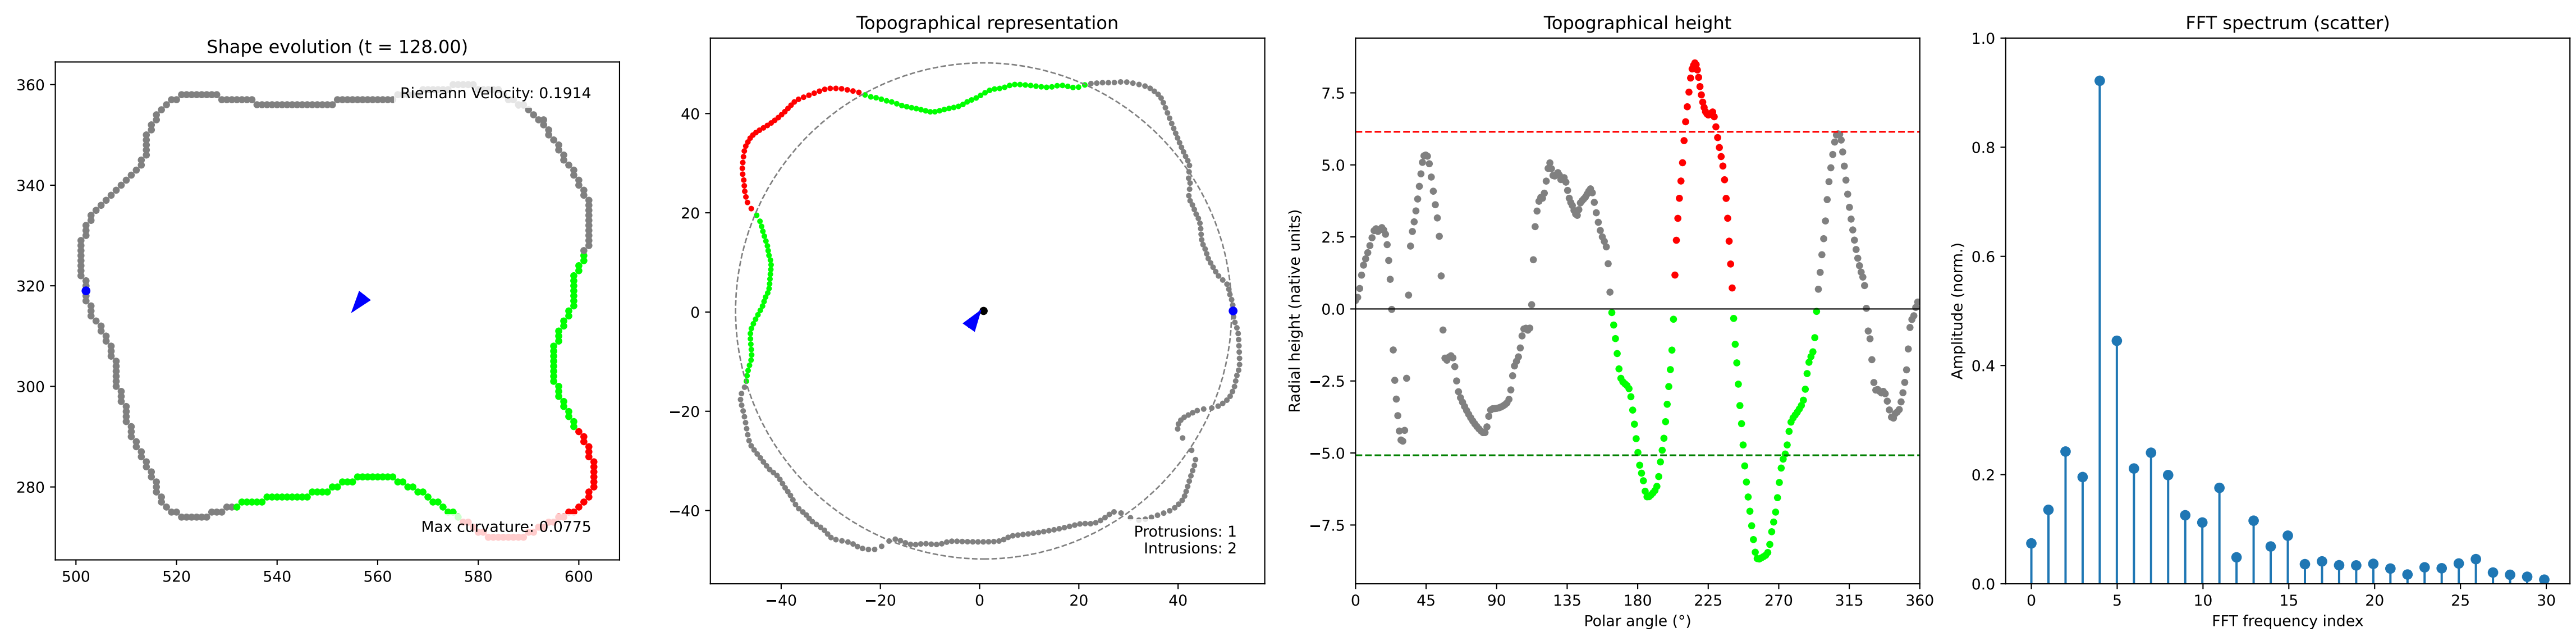 Shape evolution (t = 128.00)
Riemann Velocity: 0.1914
Max curvature: 0.0775
360
340
320
300
280
500 520 540 560 580 600
Topographical representation
40
20
0
−20
−40
−40 −20 0 20 40
Protrusions: 1
Intrusions: 2
Topographical height
Radial height (native units)
7.5
5.0
2.5
0.0
−2.5
−5.0
−7.5
0 45 90 135 180 225 270 315 360
Polar angle (°)
FFT spectrum (scatter)
Amplitude (norm.)
1.0
0.8
0.6
0.4
0.2
0.0
0 5 10 15 20 25 30
FFT frequency index